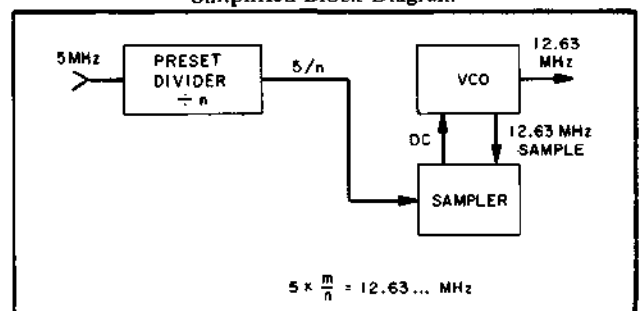 Simplified Block Diagram
5MHz
PRESET
DIVIDER
÷ n
5/n
VCO
12.63
MHz
DC
12.63 MHz
SAMPLE
SAMPLER
5 x m/n = 12.63... MHz